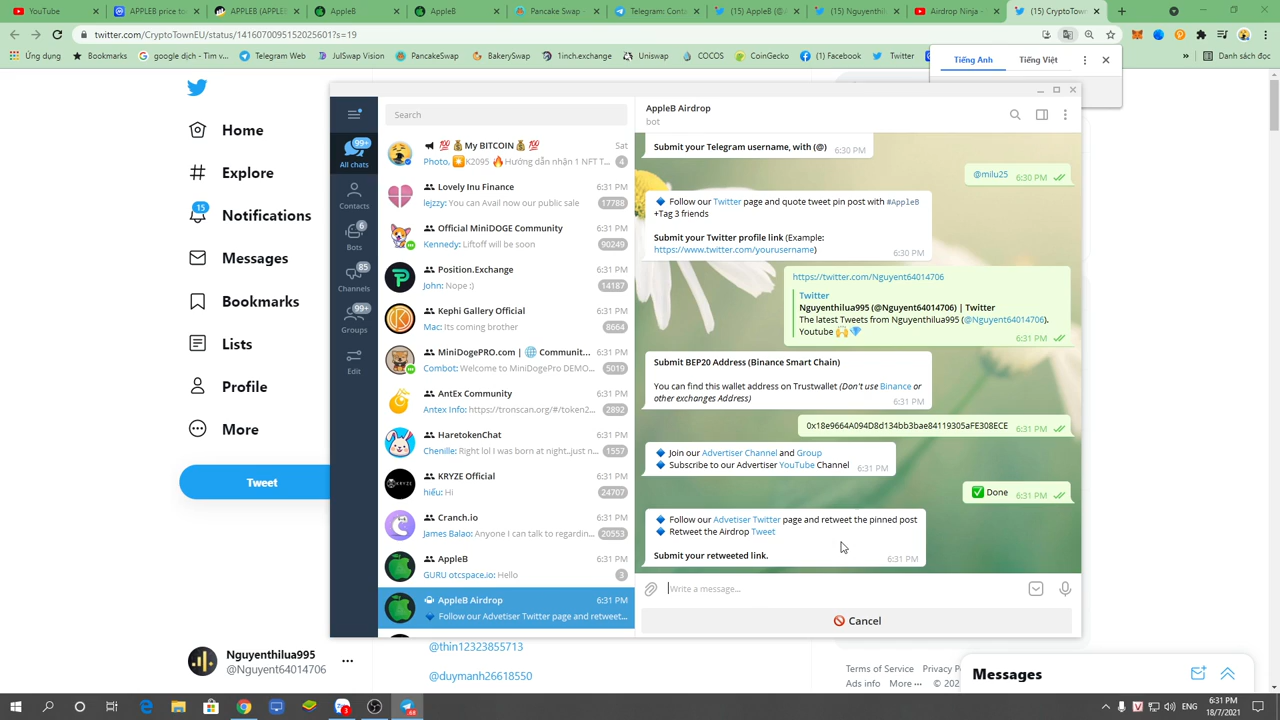 YouTube
(15) AppleB
(15) Twitter
(15) CryptoTown
twitter.com/CryptoTownEU/status/1416070095152025601?s=19
Ứng dụng
Bookmarks
google dịch - Tìm v...
Telegram Web
JulSwap Vision
PancakeSwap
BakerySwap
1inch.exchange
Uniswap
COCOS
CoinGecko
(1) Facebook
Twitter
»
Danh sách đọc
Tiếng Anh
Tiếng Việt
Home
Explore
15
Notifications
Messages
Bookmarks
Lists
Profile
More
Tweet
Nguyenthilua995
@Nguyent64014706
99+
All chats
Contacts
6
Bots
85
Channels
99+
Groups
Edit
Search
💯 💰 My BITCOIN 💰 💯
Sat
Photo, K2095 🔥Hướng dẫn nhận 1 NFT T...
4
Lovely Inu Finance
6:31 PM
lejzzy: You can Avail now our public sale
17788
Official MiniDOGE Community
6:31 PM
Kennedy: Liftoff will be soon
90249
Position.Exchange
6:31 PM
John: Nope :)
14187
Kephi Gallery Official
6:31 PM
Mac: Its coming brother
8664
MiniDogePRO.com | 🌐 Communit...
6:31 PM
Combot: Welcome to MiniDogePro DEMO...
5019
AntEx Community
6:31 PM
Antex Info: https://tronscan.org/#/token2...
2892
HaretokenChat
6:31 PM
Chenille: Right lol I was born at night..just n...
1557
KRYZE Official
6:31 PM
hiếu: Hi
24707
Cranch.io
6:31 PM
James Balao: Anyone I can talk to regardin...
20553
AppleB
6:31 PM
GURU otcspace.io: Hello
3
AppleB Airdrop
6:31 PM
🔹 Follow our Advetiser Twitter page and retweet...
AppleB Airdrop
bot
Submit your Telegram username, with (@)
6:30 PM
@milu25
6:30 PM
🔹 Follow our Twitter page and quote tweet pin post with #AppleB
+Tag 3 friends
Submit your Twitter profile link (Example:
https://www.twitter.com/yourusername)
6:30 PM
https://twitter.com/Nguyent64014706
Twitter
Nguyenthilua995 (@Nguyent64014706) | Twitter
The latest Tweets from Nguyenthilua995 (@Nguyent64014706).
Youtube 🙌💎
6:31 PM
Submit BEP20 Address (Binance Smart Chain)
You can find this wallet address on Trustwallet (Don't use Binance or
other exchanges Address)
6:31 PM
0x18e9664A094D8d134bb3bae84119305aFE308ECE
6:31 PM
🔹 Join our Advertiser Channel and Group
🔹 Subscribe to our Advertiser YouTube Channel
6:31 PM
✅ Done
6:31 PM
🔹 Follow our Advetiser Twitter page and retweet the pinned post
🔹 Retweet the Airdrop Tweet
Submit your retweeted link.
6:31 PM
Write a message...
🚫 Cancel
@thin12323855713
@duymanh26618550
Terms of Service
Privacy P
Ads info
More ···
© 202
Messages
ENG
6:31 PM
18/7/2021